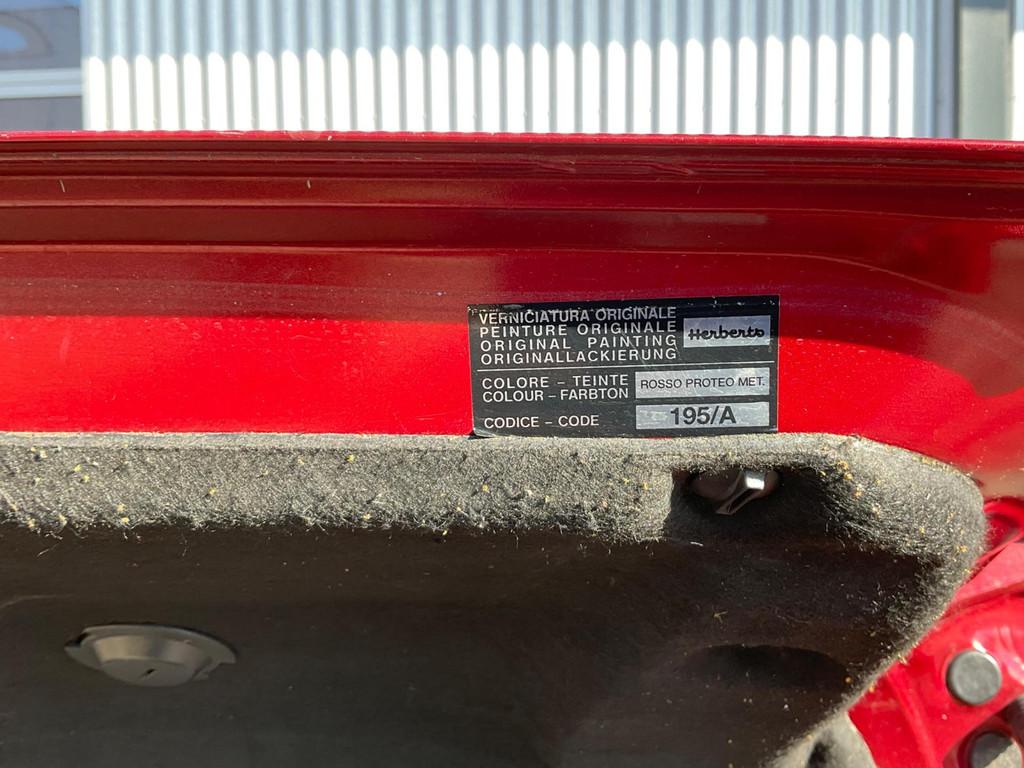 VERNICIATURA ORIGINALE
PEINTURE ORIGINALE
ORIGINAL PAINTING
ORIGINALLACKIERUNG
Herberts
COLORE - TEINTE
COLOUR - FARBTON
ROSSO PROTEO MET.
CODICE - CODE
195/A